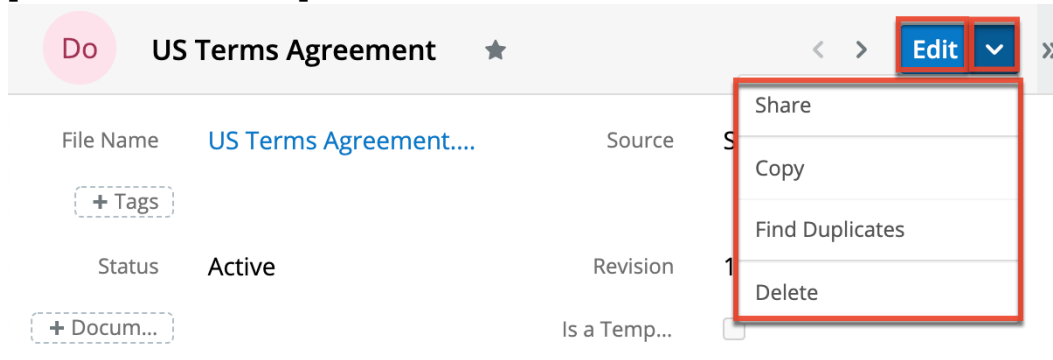 Do US Terms Agreement Edit
Share
File Name US Terms Agreement.... Source S
Copy
+ Tags
Find Duplicates
Status Active Revision 1
Delete
+ Docum... Is a Temp...